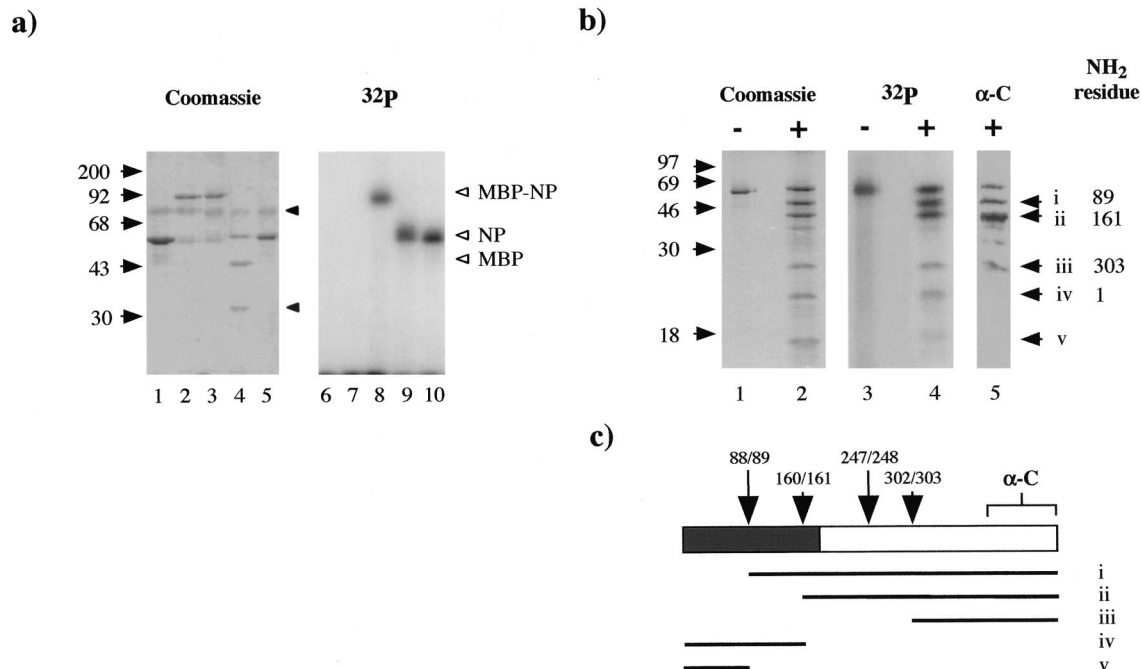 a)
Coomassie
32P
200
92
68
43
30
MBP-NP
NP
MBP
1 2 3 4 5
6 7 8 9 10
b)
Coomassie
32P
α-C
NH2 residue
- + - + +
97
69
46
30
18
i 89
ii 161
iii 303
iv 1
v
1 2 3 4 5
c)
88/89
160/161
247/248
302/303
α-C
i
ii
iii
iv
v